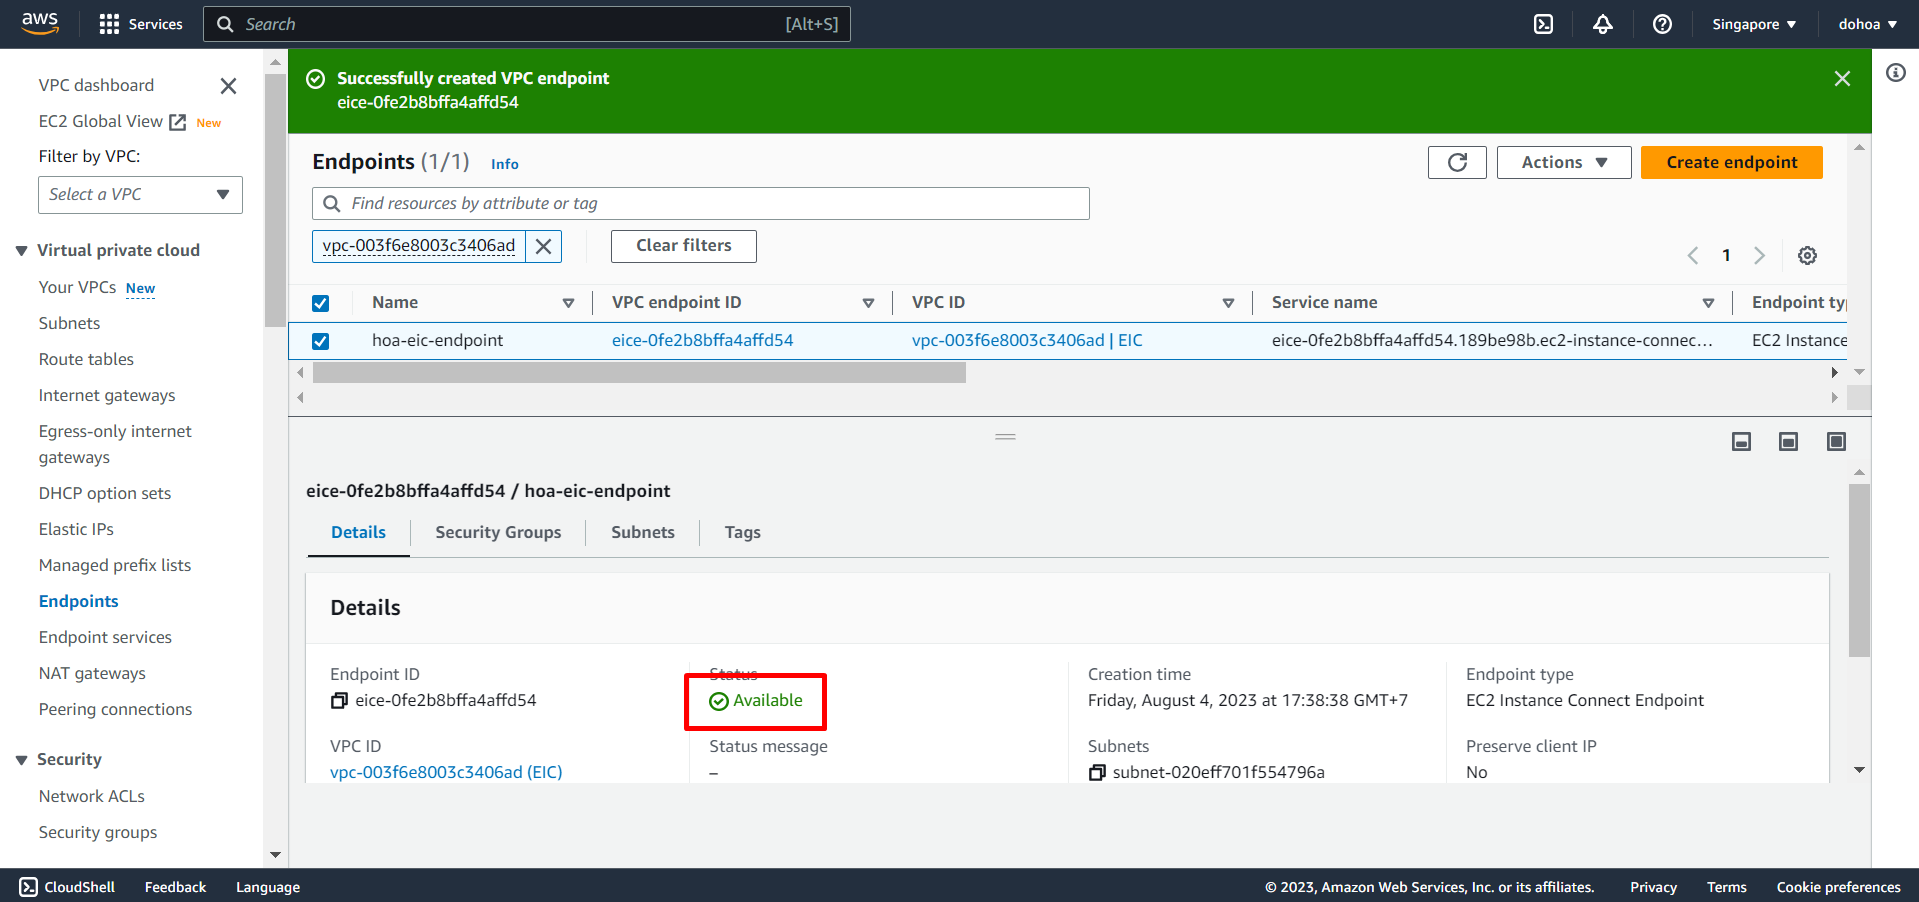 aws
Services
Search
[Alt+S]
Singapore
dohoa
VPC dashboard
EC2 Global View
New
Filter by VPC:
Select a VPC
Virtual private cloud
Your VPCs
New
Subnets
Route tables
Internet gateways
Egress-only internet
gateways
DHCP option sets
Elastic IPs
Managed prefix lists
Endpoints
Endpoint services
NAT gateways
Peering connections
Security
Network ACLs
Security groups
Successfully created VPC endpoint
eice-0fe2b8bffa4affd54
Endpoints (1/1)
Info
Actions
Create endpoint
Find resources by attribute or tag
vpc-003f6e8003c3406ad
Clear filters
1
Name
VPC endpoint ID
VPC ID
Service name
Endpoint typ
hoa-eic-endpoint
eice-0fe2b8bffa4affd54
vpc-003f6e8003c3406ad | EIC
eice-0fe2b8bffa4affd54.189be98b.ec2-instance-connec...
EC2 Instance
eice-0fe2b8bffa4affd54 / hoa-eic-endpoint
Details
Security Groups
Subnets
Tags
Details
Endpoint ID
eice-0fe2b8bffa4affd54
Status
Available
Creation time
Friday, August 4, 2023 at 17:38:38 GMT+7
Endpoint type
EC2 Instance Connect Endpoint
VPC ID
vpc-003f6e8003c3406ad (EIC)
Status message
–
Subnets
subnet-020eff701f554796a
Preserve client IP
No
CloudShell
Feedback
Language
© 2023, Amazon Web Services, Inc. or its affiliates.
Privacy
Terms
Cookie preferences